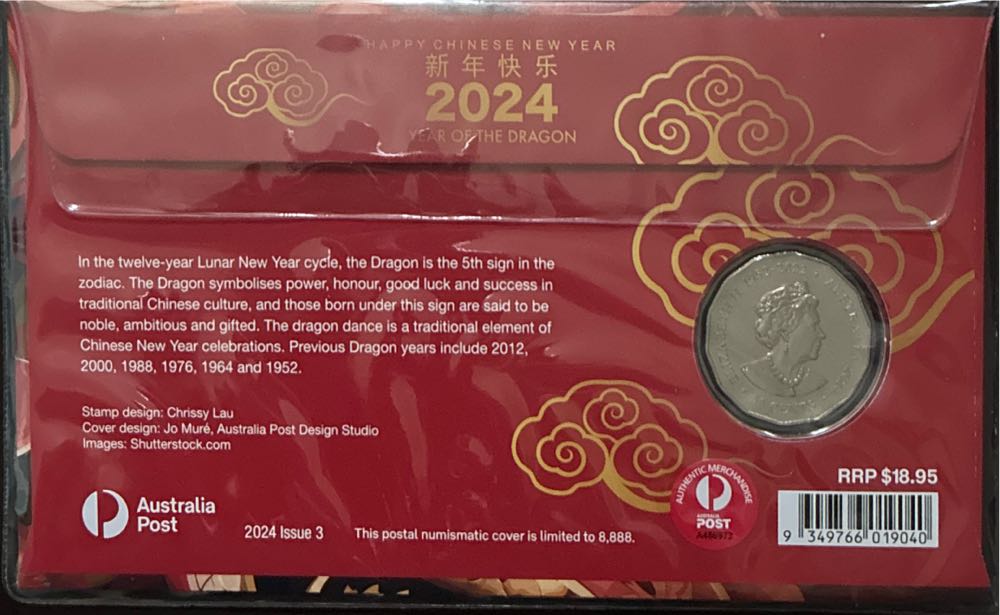 HAPPY CHINESE NEW YEAR
新年快乐
2024
YEAR OF THE DRAGON
In the twelve-year Lunar New Year cycle, the Dragon is the 5th sign in the
zodiac. The Dragon symbolises power, honour, good luck and success in
traditional Chinese culture, and those born under this sign are said to be
noble, ambitious and gifted. The dragon dance is a traditional element of
Chinese New Year celebrations. Previous Dragon years include 2012,
2000, 1988, 1976, 1964 and 1952.
Stamp design: Chrissy Lau
Cover design: Jo Muré, Australia Post Design Studio
Images: Shutterstock.com
Australia
Post
2024 Issue 3
This postal numismatic cover is limited to 8,888.
AUTHENTIC MERCHANDISE
AUSTRALIA
POST
RRP $18.95
9 349766 019040